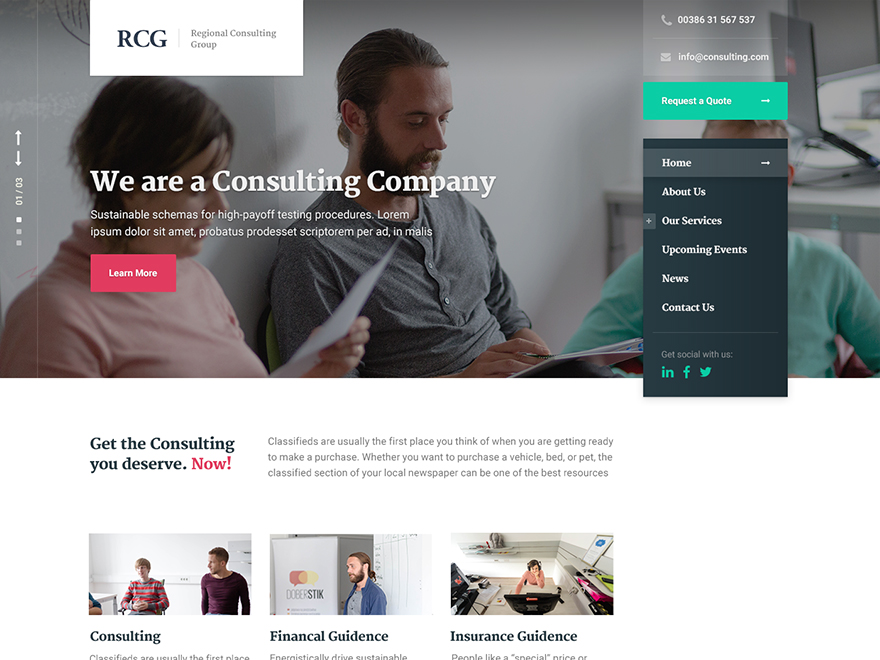 RCG
Regional Consulting
Group
00386 31 567 537
info@consulting.com
Request a Quote
Home
About Us
+
Our Services
Upcoming Events
News
Contact Us
Get social with us:
01 / 03
We are a Consulting Company
Sustainable schemas for high-payoff testing procedures. Lorem
ipsum dolor sit amet, probatus prodesset scriptorem per ad, in malis
Learn More
Get the Consulting
you deserve. Now!
Classifieds are usually the first place you think of when you are getting ready
to make a purchase. Whether you want to purchase a vehicle, bed, or pet, the
classified section of your local newspaper can be one of the best resources
DOBERSTIK
Consulting
Financal Guidence
Insurance Guidence
Classifieds are usually the first place
Energistically drive sustainable
People like a “special” price or